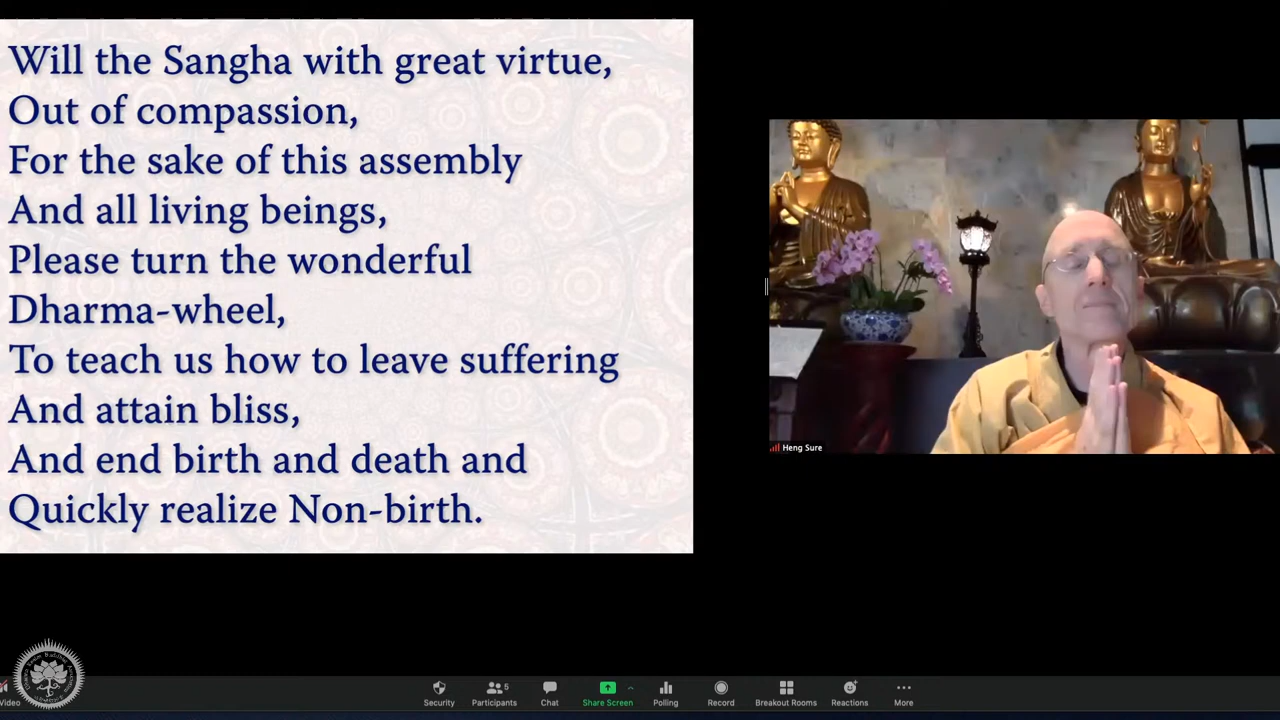 Will the Sangha with great virtue,
Out of compassion,
For the sake of this assembly
And all living beings,
Please turn the wonderful
Dharma-wheel,
To teach us how to leave suffering
And attain bliss,
And end birth and death and
Quickly realize Non-birth.
Heng Sure
Video
Security
Participants 5
Chat
Share Screen
Polling
Record
Breakout Rooms
Reactions
More